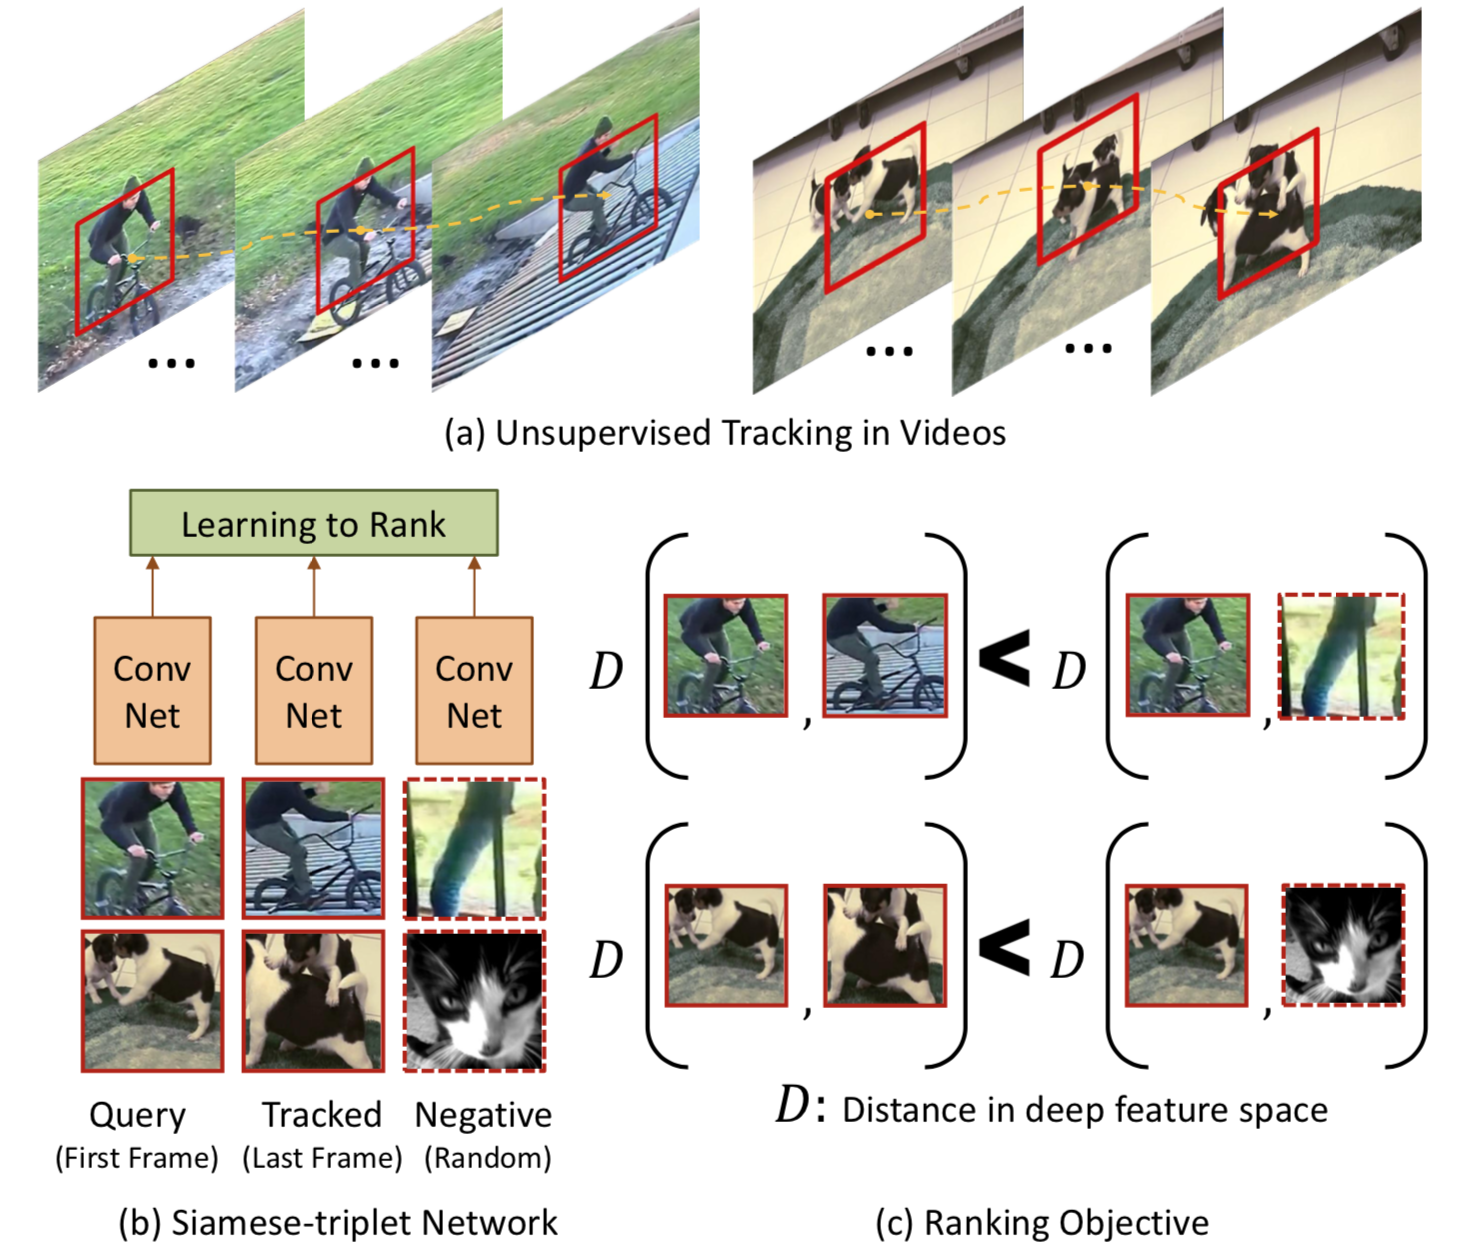 ... ... ... ...
(a) Unsupervised Tracking in Videos
Learning to Rank
Conv Net Conv Net Conv Net
Query (First Frame)
Tracked (Last Frame)
Negative (Random)
(b) Siamese-triplet Network
D ( , ) < D ( , )
D ( , ) < D ( , )
D: Distance in deep feature space
(c) Ranking Objective